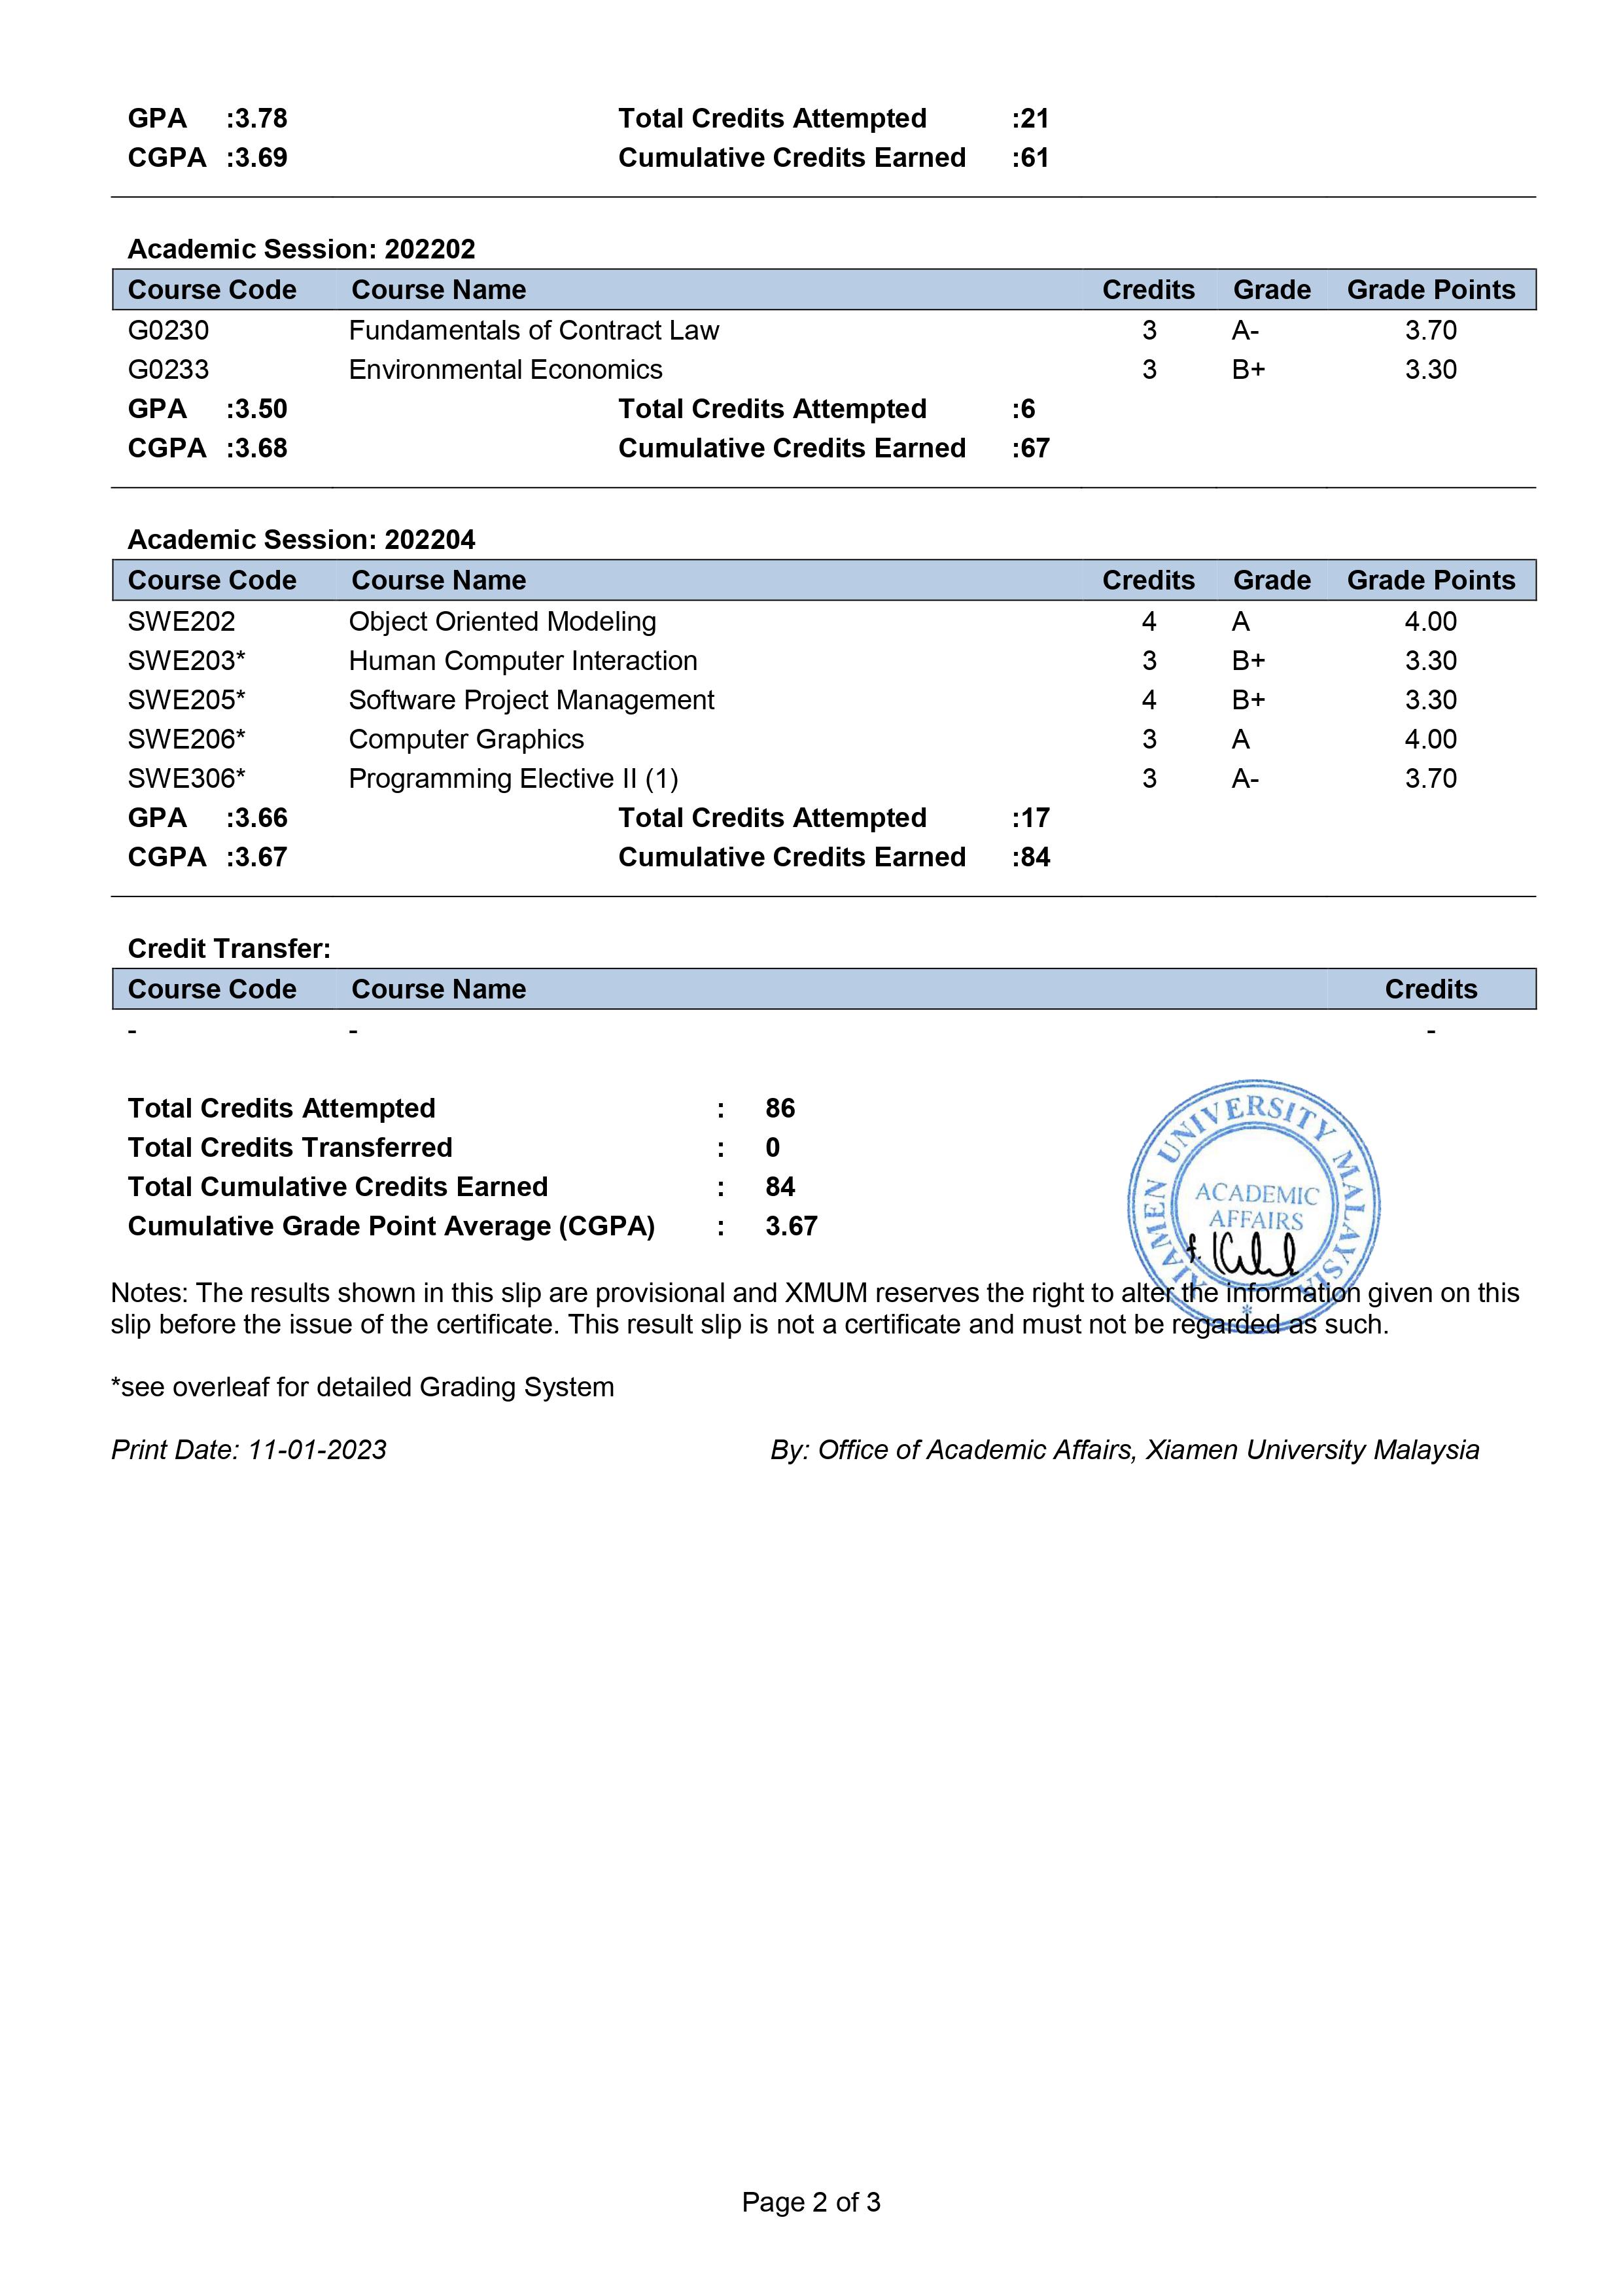 GPA :3.78 Total Credits Attempted :21
CGPA :3.69 Cumulative Credits Earned :61
Academic Session: 202202
Course Code Course Name Credits Grade Grade Points
G0230 Fundamentals of Contract Law 3 A- 3.70
G0233 Environmental Economics 3 B+ 3.30
GPA :3.50 Total Credits Attempted :6
CGPA :3.68 Cumulative Credits Earned :67
Academic Session: 202204
Course Code Course Name Credits Grade Grade Points
SWE202 Object Oriented Modeling 4 A 4.00
SWE203* Human Computer Interaction 3 B+ 3.30
SWE205* Software Project Management 4 B+ 3.30
SWE206* Computer Graphics 3 A 4.00
SWE306* Programming Elective II (1) 3 A- 3.70
GPA :3.66 Total Credits Attempted :17
CGPA :3.67 Cumulative Credits Earned :84
Credit Transfer:
Course Code Course Name Credits
- - -
Total Credits Attempted : 86
Total Credits Transferred : 0
Total Cumulative Credits Earned : 84
Cumulative Grade Point Average (CGPA) : 3.67
XIAMEN UNIVERSITY MALAYSIA
ACADEMIC
AFFAIRS
*
Notes: The results shown in this slip are provisional and XMUM reserves the right to alter the information given on this
slip before the issue of the certificate. This result slip is not a certificate and must not be regarded as such.
*see overleaf for detailed Grading System
Print Date: 11-01-2023 By: Office of Academic Affairs, Xiamen University Malaysia
Page 2 of 3